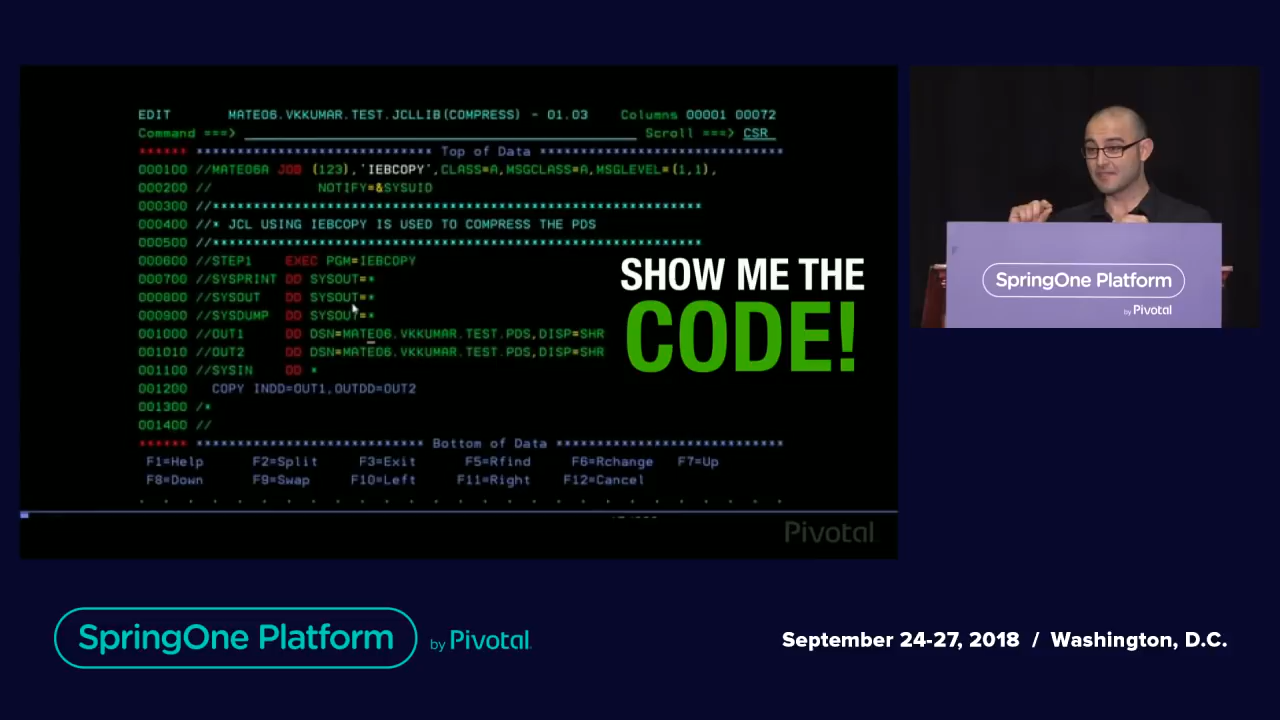 EDIT MATE06.VKKUMAR.TEST.JCLLIB(COMPRESS) - 01.03 Columns 00001 00072
Command ===> Scroll ===> CSR
****** **************************** Top of Data ******************************
000100 //MATE06A JOB (123),'IEBCOPY',CLASS=A,MSGCLASS=A,MSGLEVEL=(1,1),
000200 // NOTIFY=&SYSUID
000300 //************************************************************
000400 //* JCL USING IEBCOPY IS USED TO COMPRESS THE PDS
000500 //************************************************************
000600 //STEP1 EXEC PGM=IEBCOPY
000700 //SYSPRINT DD SYSOUT=*
000800 //SYSOUT DD SYSOUT=*
000900 //SYSDUMP DD SYSOUT=*
001000 //OUT1 DD DSN=MATE06.VKKUMAR.TEST.PDS,DISP=SHR
001010 //OUT2 DD DSN=MATE06.VKKUMAR.TEST.PDS,DISP=SHR
001100 //SYSIN DD *
001200 COPY INDD=OUT1,OUTDD=OUT2
001300 /*
001400 //
****** **************************** Bottom of Data ****************************
F1=Help F2=Split F3=Exit F5=Rfind F6=Rchange F7=Up
F8=Down F9=Swap F10=Left F11=Right F12=Cancel
SHOW ME THE
CODE!
Pivotal
SpringOne Platform
by Pivotal
SpringOne Platform by Pivotal
September 24-27, 2018 / Washington, D.C.